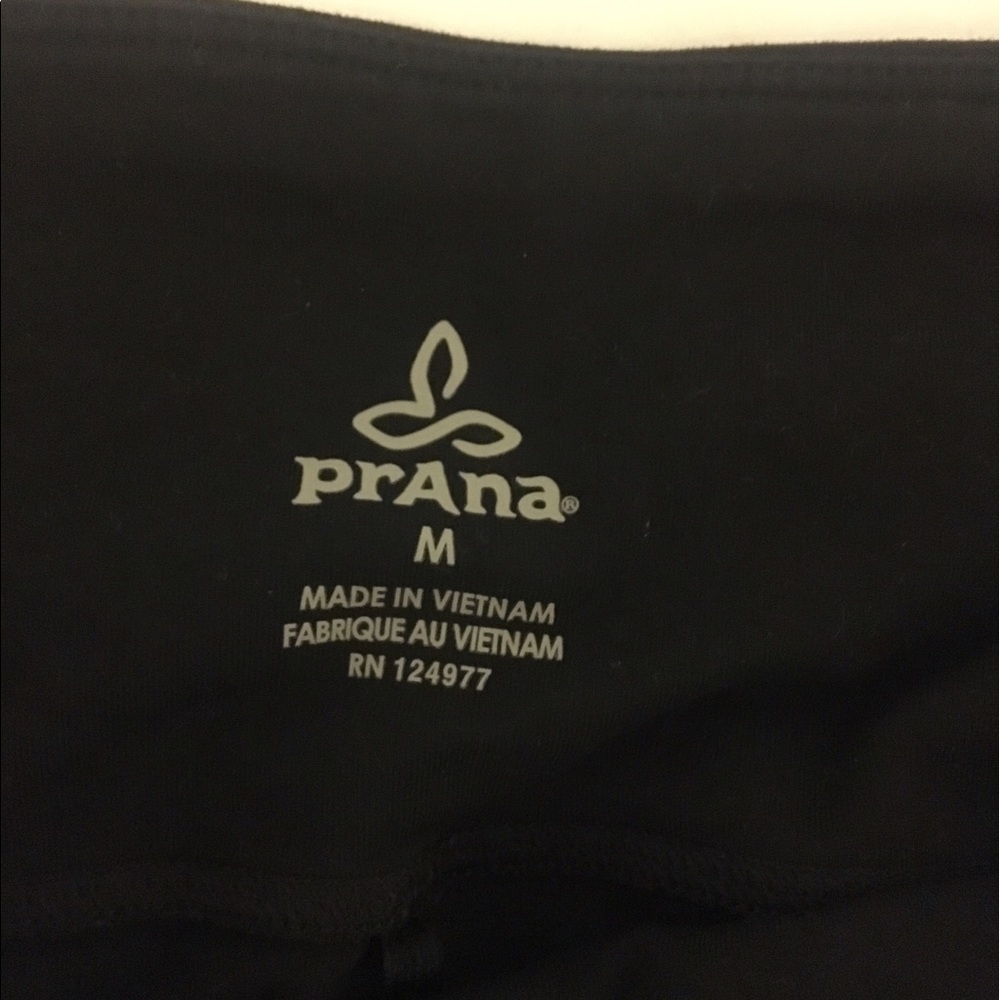 prAna®
M
MADE IN VIETNAM
FABRIQUE AU VIETNAM
RN 124977